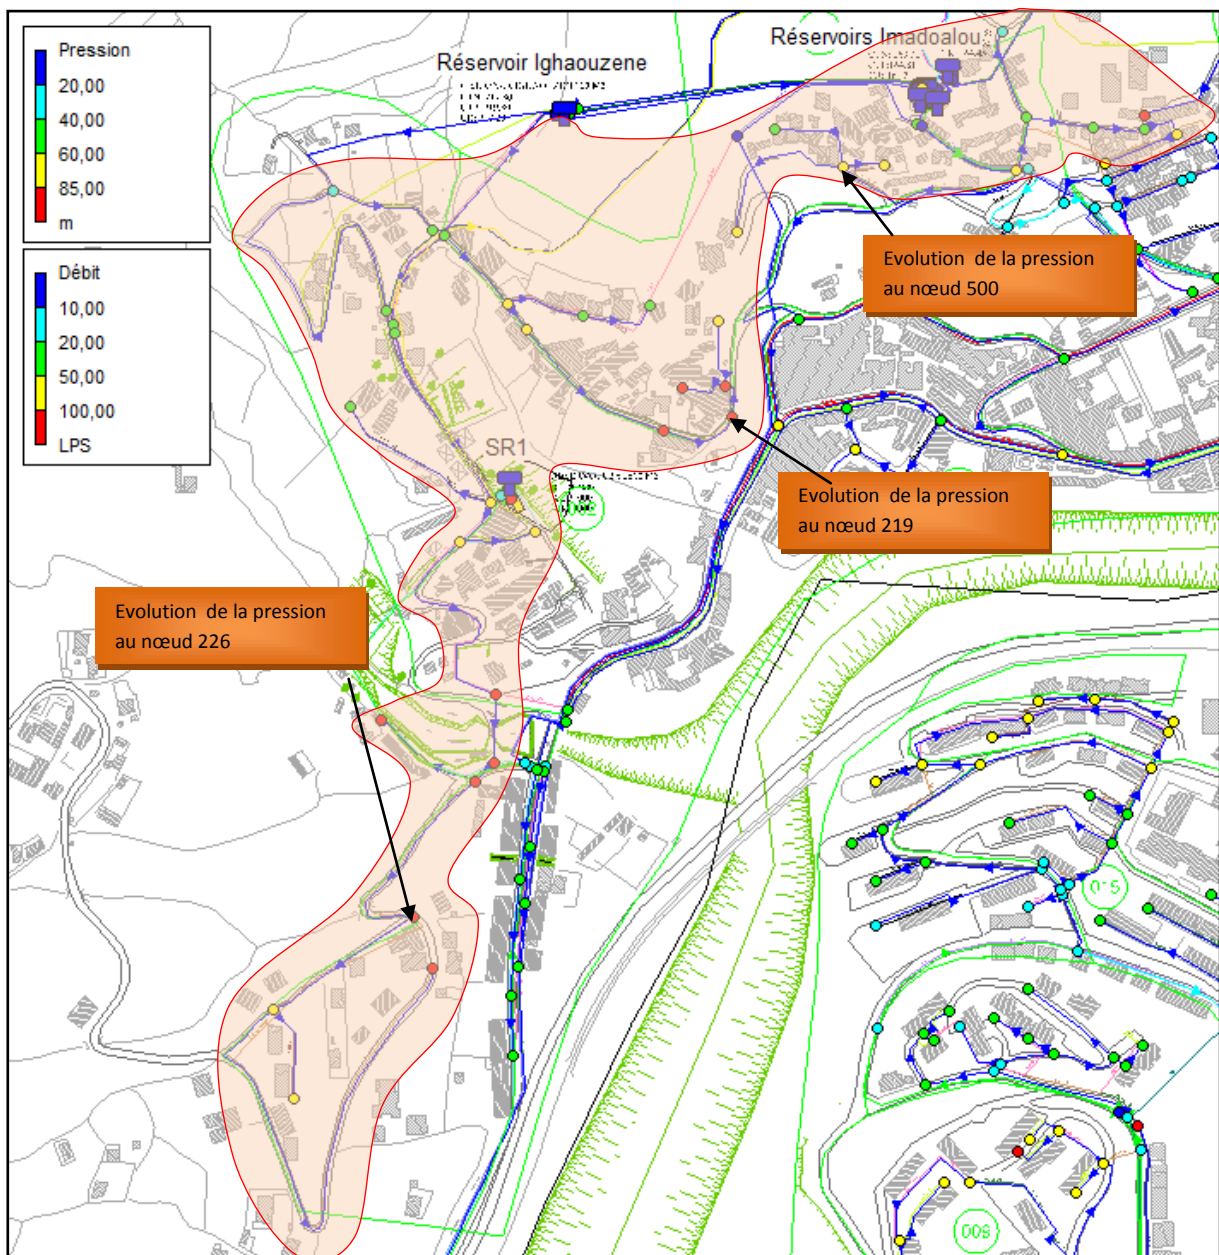 Pression
20,00
40,00
60,00
85,00
m
Débit
10,00
20,00
50,00
100,00
LPS
Réservoir Ighaouzene
Réservoirs Imadoalou
Evolution de la pression
au nœud 500
SR1
Evolution de la pression
au nœud 219
Evolution de la pression
au nœud 226